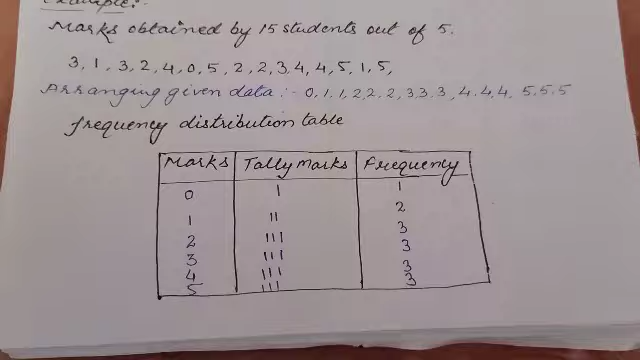 Example:-
Marks obtained by 15 students out of 5.
3, 1, 3, 2, 4, 0, 5, 2, 2, 3, 4, 4, 5, 1, 5,
Arranging given data :- 0, 1, 1, 2, 2, 2, 3, 3, 3, 4, 4, 4, 5, 5, 5
frequency distribution table
Marks Tally Marks Frequency
0 | 1
1 || 2
2 ||| 3
3 ||| 3
4 ||| 3
5 ||| 3